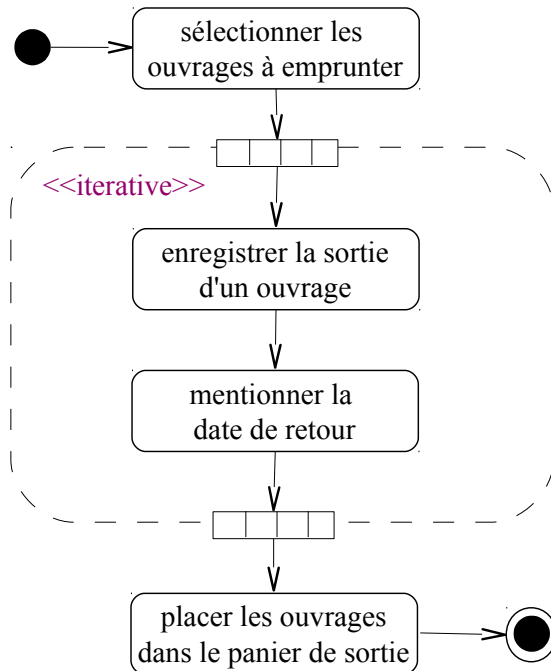 sélectionner les
ouvrages à emprunter
<<iterative>>
enregistrer la sortie
d'un ouvrage
mentionner la
date de retour
placer les ouvrages
dans le panier de sortie